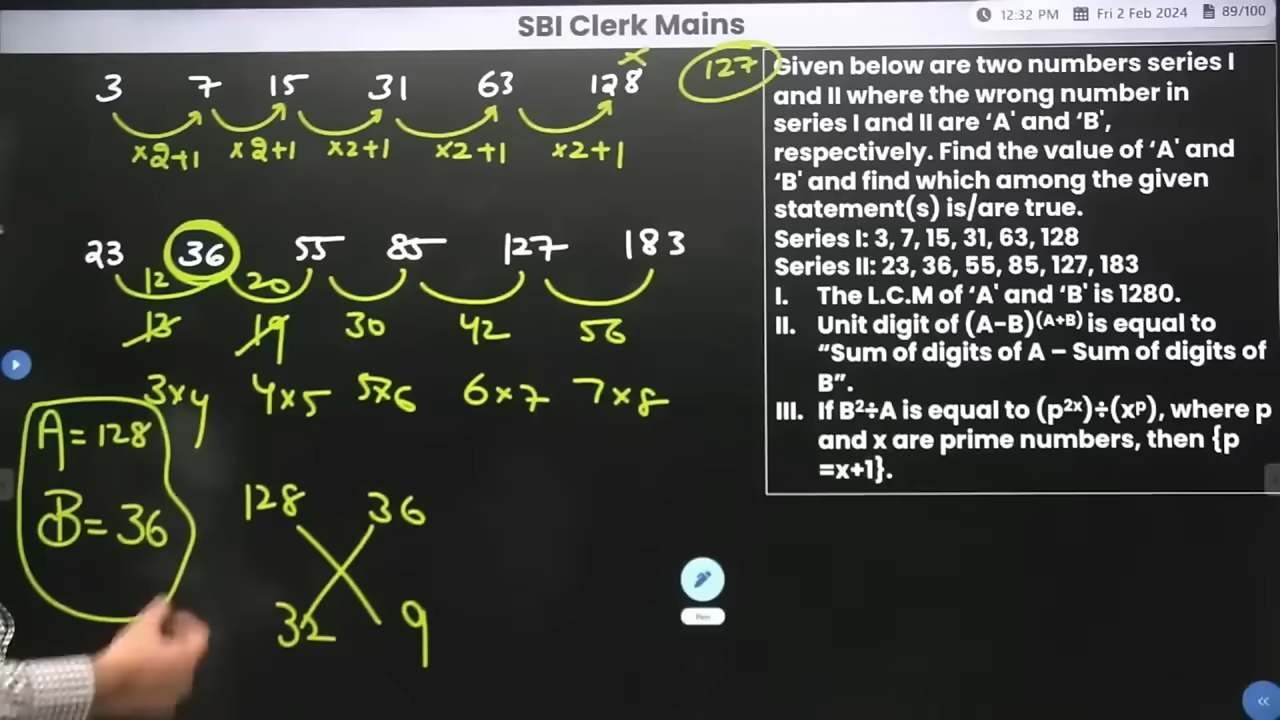 SBI Clerk Mains
12:32 PM Fri 2 Feb 2024 89/100
3 7 15 31 63 128 x 127
×2+1 ×2+1 ×2+1 ×2+1 ×2+1
23 36 55 85 127 183
12 20
13 19 30 42 56
3×4 4×5 5×6 6×7 7×8
A=128
B=36
128 36
32 9
Given below are two numbers series I
and II where the wrong number in
series I and II are ‘A' and ‘B',
respectively. Find the value of ‘A' and
‘B' and find which among the given
statement(s) is/are true.
Series I: 3, 7, 15, 31, 63, 128
Series II: 23, 36, 55, 85, 127, 183
I. The L.C.M of ‘A' and ‘B' is 1280.
II. Unit digit of (A-B)^(A+B) is equal to
“Sum of digits of A – Sum of digits of
B”.
III. If B²÷A is equal to (p^2x)÷(x^p), where p
and x are prime numbers, then {p
=x+1}.
Pen